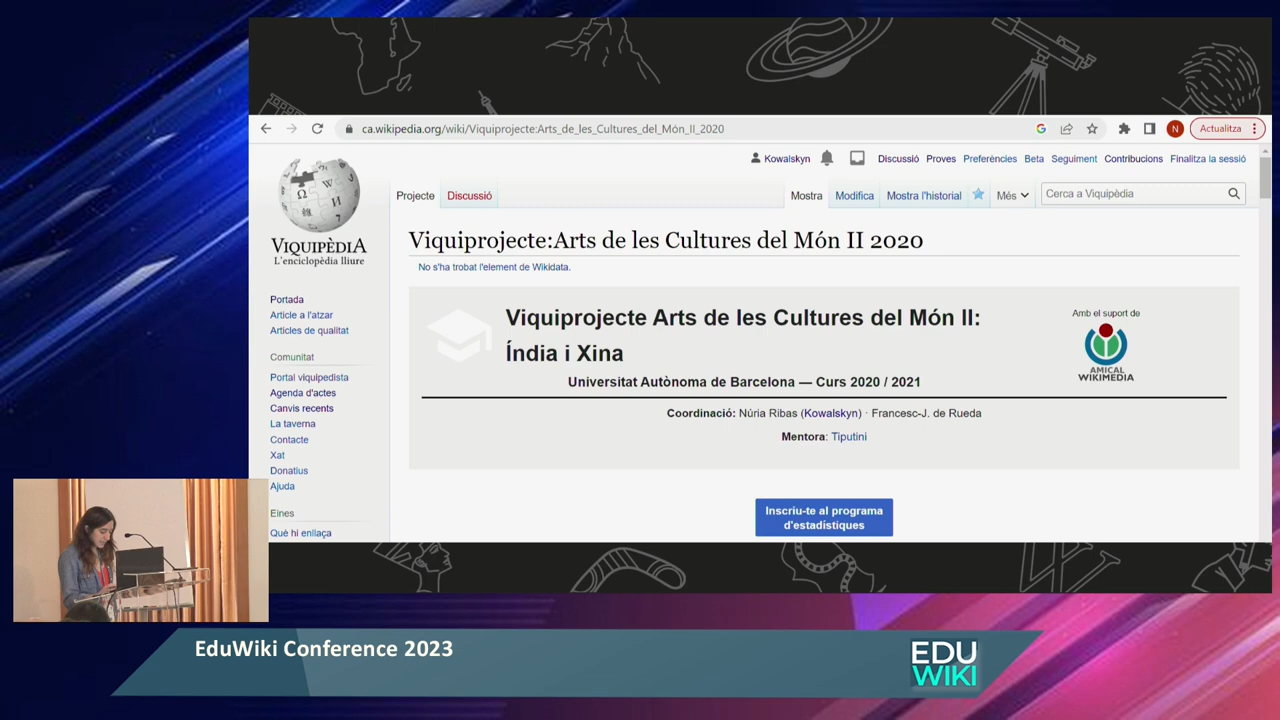 ca.wikipedia.org/wiki/Viquiprojecte:Arts_de_les_Cultures_del_Món_II_2020
N
Actualitza
Kowalskyn Discussió Proves Preferències Beta Seguiment Contribucions Finalitza la sessió
Projecte Discussió Mostra Modifica Mostra l'historial Més Cerca a Viquipèdia
VIQUIPÈDIA
L'enciclopèdia lliure
Viquiprojecte:Arts de les Cultures del Món II 2020
No s'ha trobat l'element de Wikidata.
Portada
Article a l'atzar
Articles de qualitat
Comunitat
Portal viquipedista
Agenda d'actes
Canvis recents
La taverna
Contacte
Xat
Donatius
Ajuda
Eines
Què hi enllaça
Viquiprojecte Arts de les Cultures del Món II:
Índia i Xina
Universitat Autònoma de Barcelona — Curs 2020 / 2021
Amb el suport de
AMICAL
WIKIMEDIA
Coordinació: Núria Ribas (Kowalskyn) · Francesc-J. de Rueda
Mentora: Tiputini
Inscriu-te al programa
d'estadístiques
EduWiki Conference 2023
EDU
WIKI